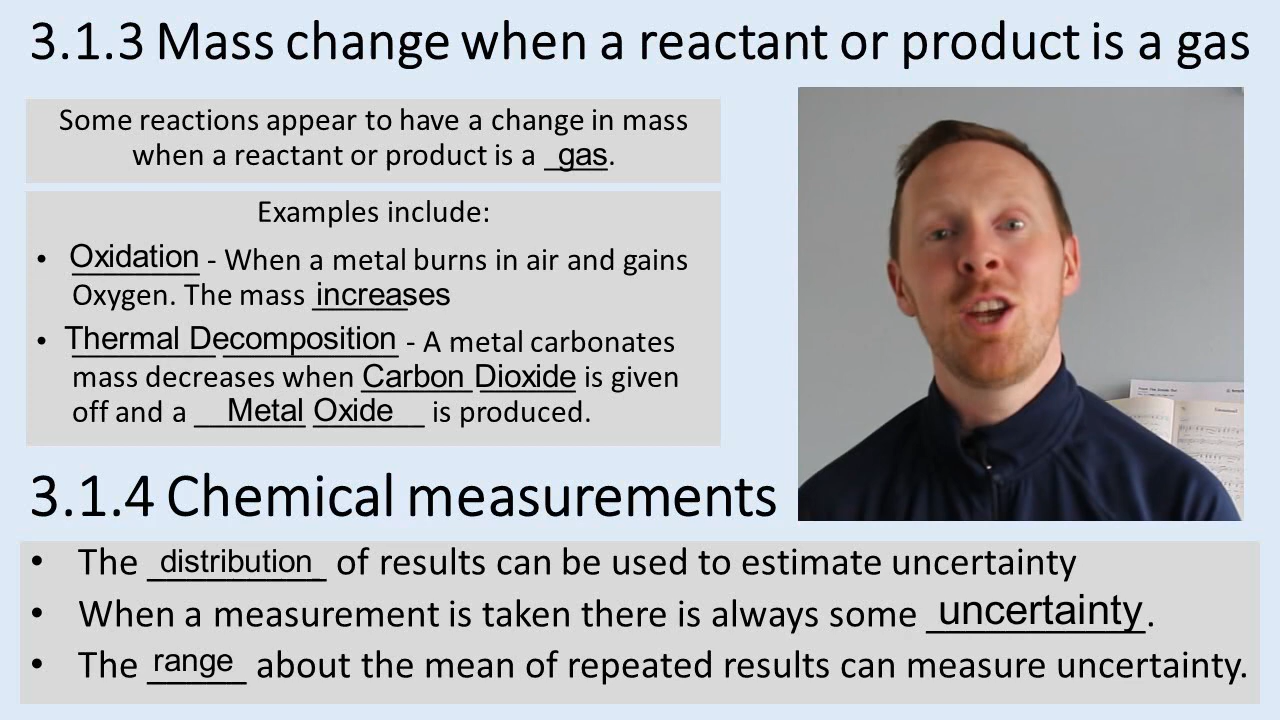 3.1.3 Mass change when a reactant or product is a gas
Some reactions appear to have a change in mass
when a reactant or product is a gas.
Examples include:
• Oxidation - When a metal burns in air and gains
Oxygen. The mass increases
• Thermal Decomposition - A metal carbonates
mass decreases when Carbon Dioxide is given
off and a Metal Oxide is produced.
3.1.4 Chemical measurements
• The distribution of results can be used to estimate uncertainty
• When a measurement is taken there is always some uncertainty.
• The range about the mean of repeated results can measure uncertainty.